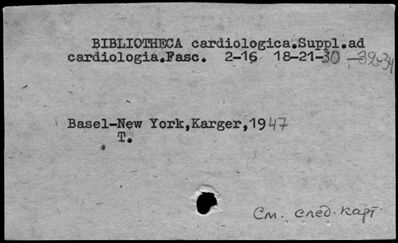 BIBLIOTHECA cardiologica.Suppl.ad
cardiologia.Fasc. 2-16 18-21-30
Basel-New York,Karger,1947
T.
См. след. карт.